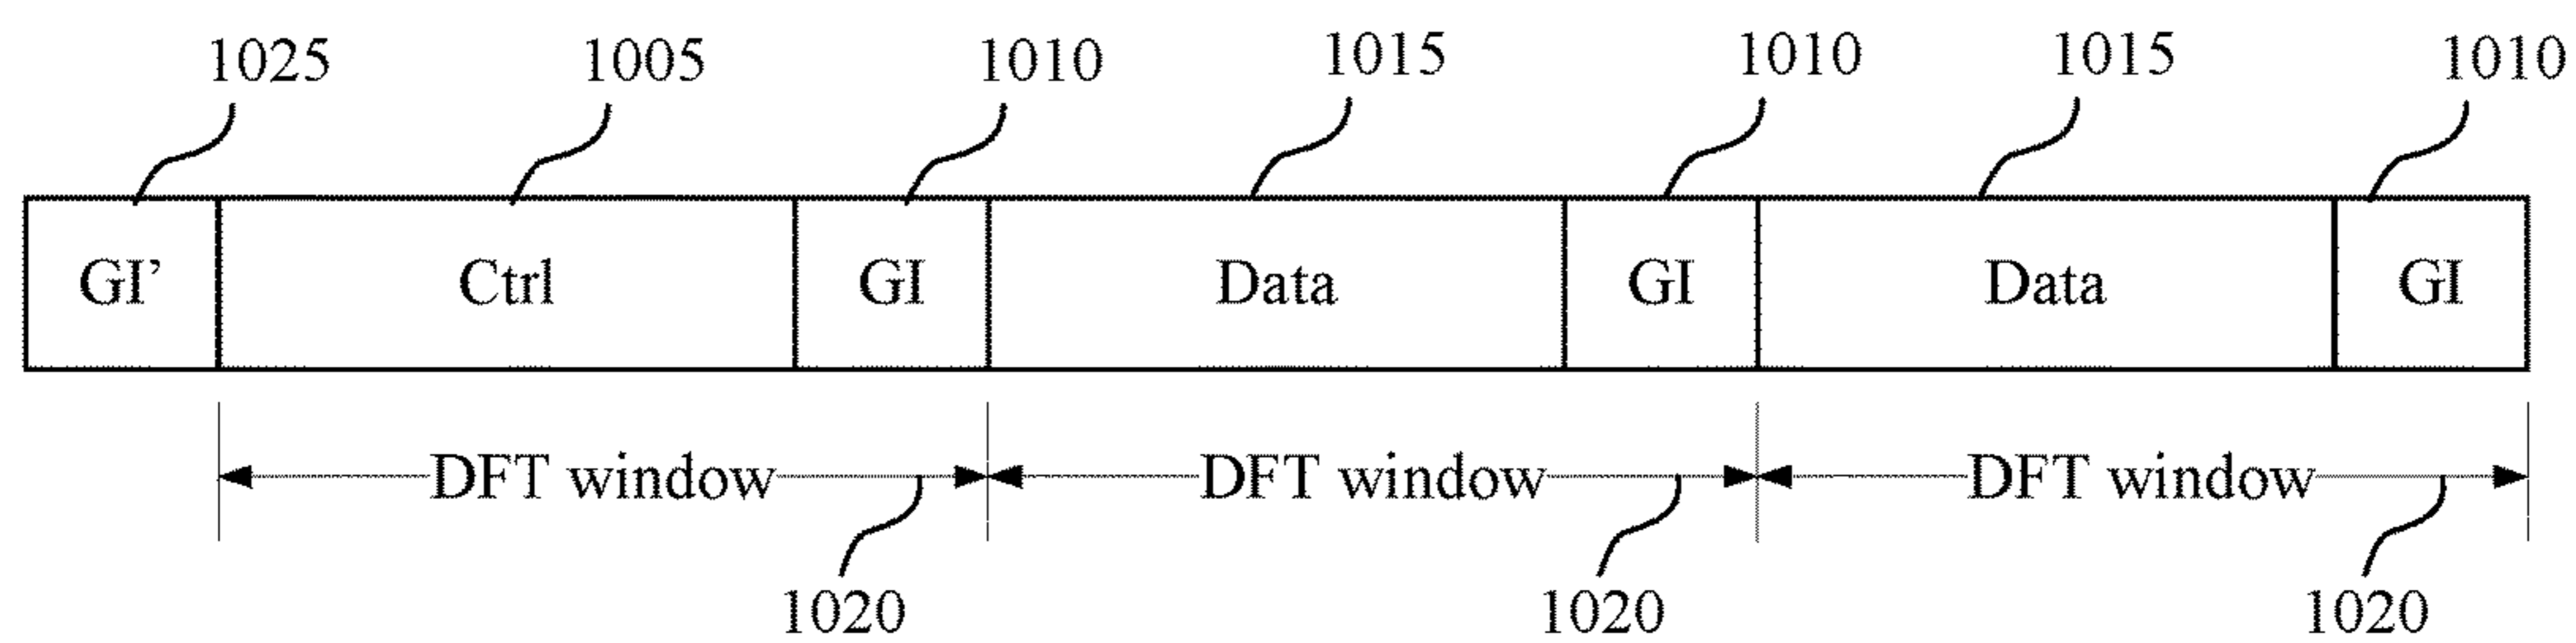 1025 1005 1010 1015 1010 1015 1010
GI’ Ctrl GI Data GI Data GI
DFT window DFT window DFT window
1020 1020 1020